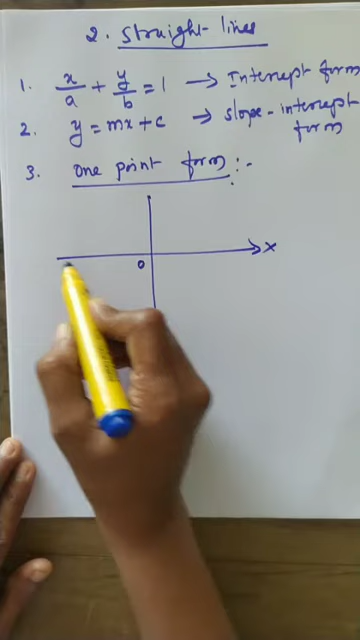 2. Straight lines
1. x/a + y/b = 1 → Intercept form
2. y = mx + c → slope-intercept form
3. One point form :-
X
0